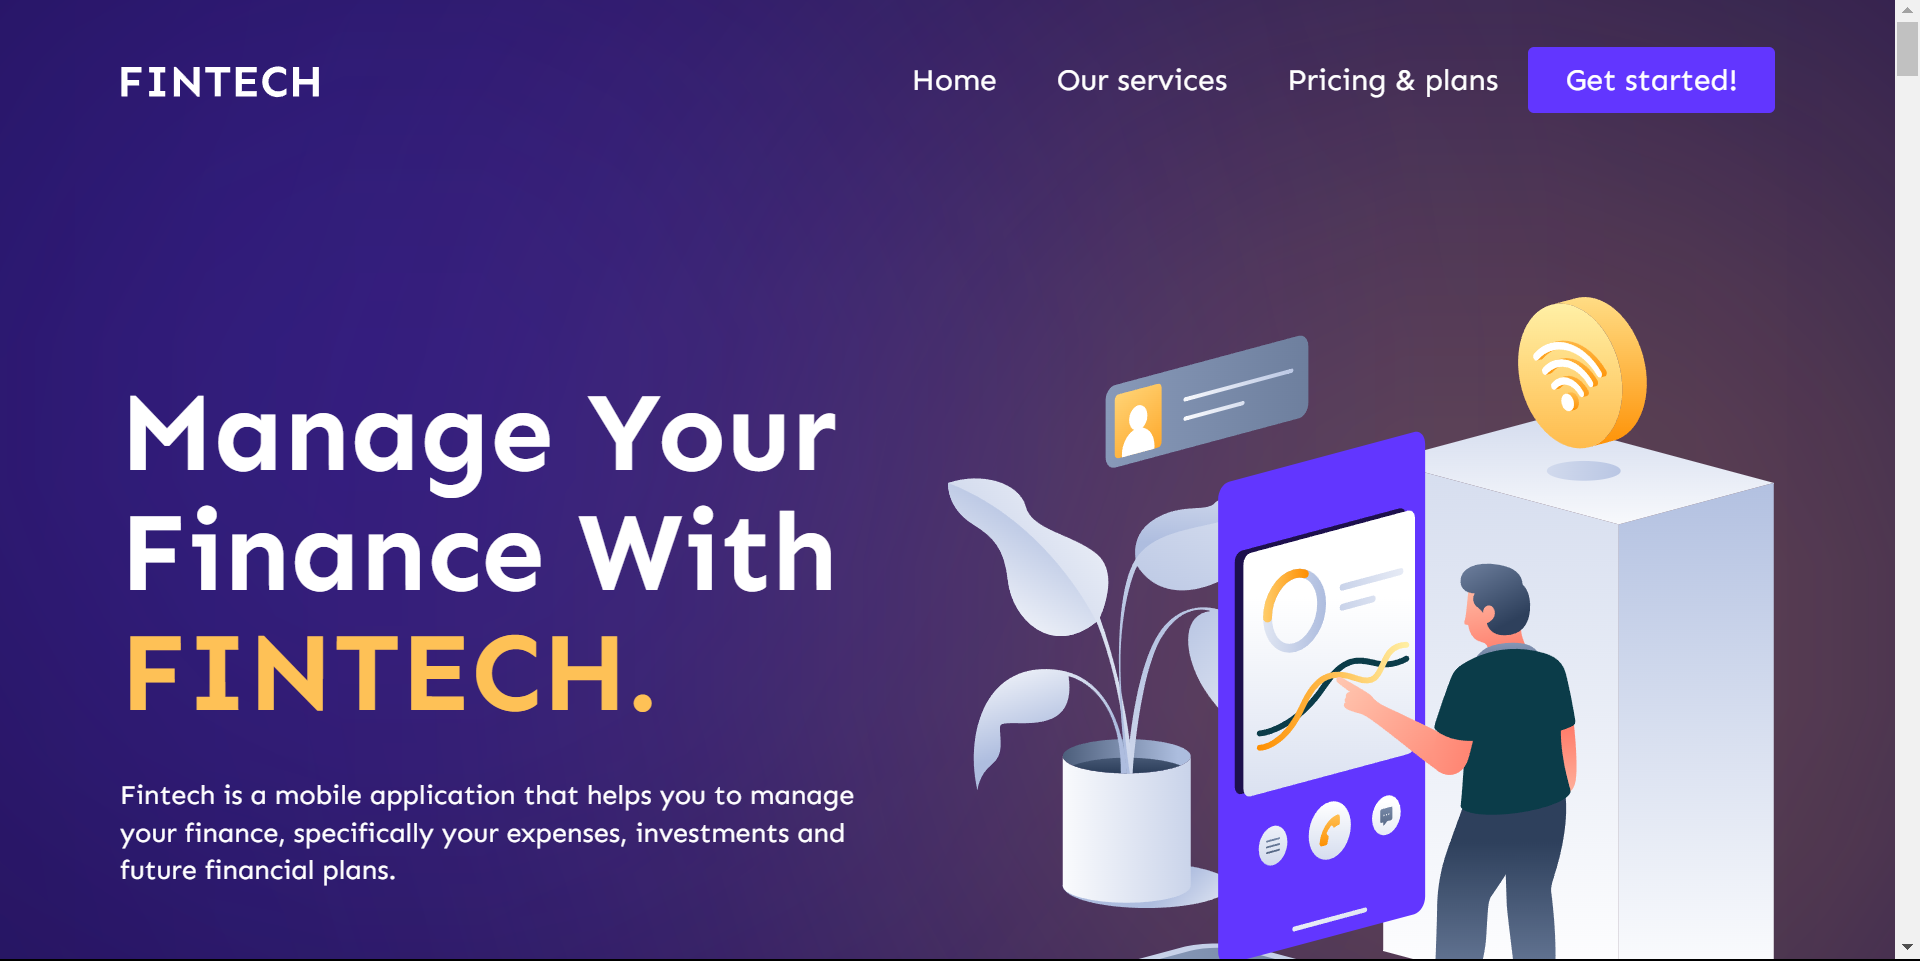 FINTECH
Home
Our services
Pricing & plans
Get started!
Manage Your
Finance With
FINTECH.
Fintech is a mobile application that helps you to manage
your finance, specifically your expenses, investments and
future financial plans.